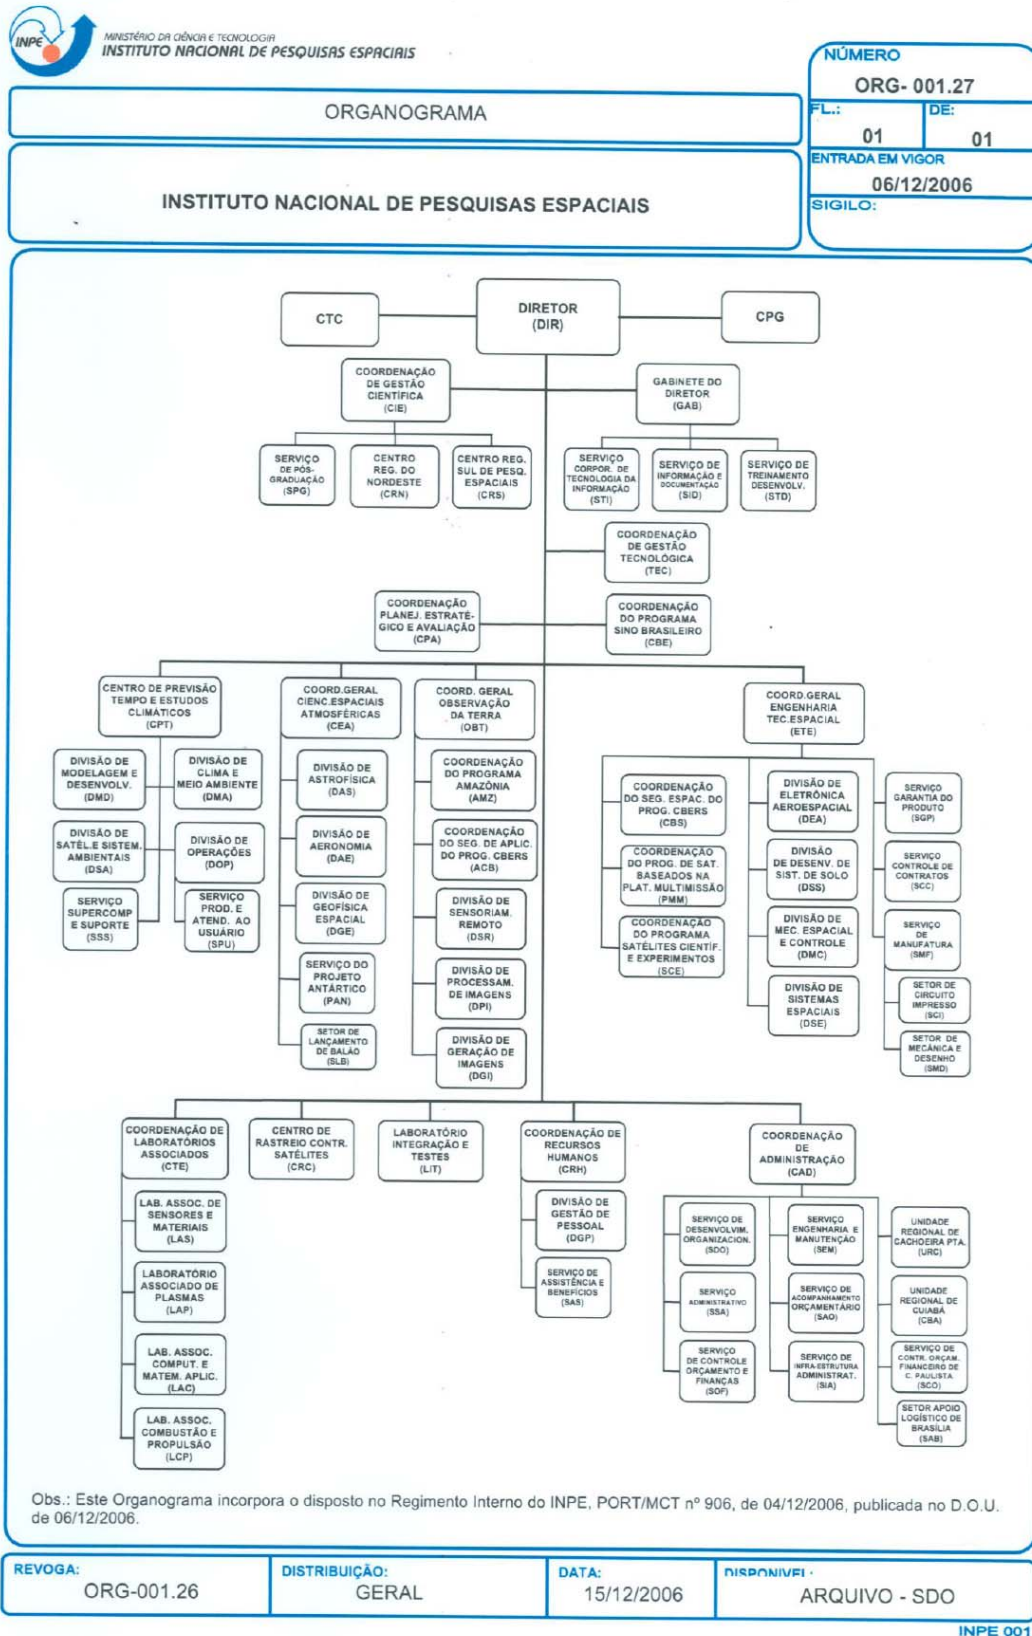 INPE
MINISTÉRIO DA CIÊNCIA E TECNOLOGIA
INSTITUTO NACIONAL DE PESQUISAS ESPACIAIS
NÚMERO
ORG- 001.27
ORGANOGRAMA
FL.: DE:
01 01
ENTRADA EM VIGOR
06/12/2006
INSTITUTO NACIONAL DE PESQUISAS ESPACIAIS
SIGILO:
CTC
DIRETOR
(DIR)
CPG
COORDENAÇÃO
DE GESTÃO
CIENTÍFICA
(CIE)
GABINETE DO
DIRETOR
(GAB)
SERVIÇO
DE PÓS-
GRADUAÇÃO
(SPG)
CENTRO
REG. DO
NORDESTE
(CRN)
CENTRO REG.
SUL DE PESQ.
ESPACIAIS
(CRS)
SERVIÇO
CORPOR. DE
TECNOLOGIA DA
INFORMAÇÃO
(STI)
SERVIÇO DE
INFORMAÇÃO E
DOCUMENTAÇÃO
(SID)
SERVIÇO DE
TREINAMENTO
DESENVOLV.
(STD)
COORDENAÇÃO
DE GESTÃO
TECNOLÓGICA
(TEC)
COORDENAÇÃO
PLANEJ. ESTRATÉ-
GICO E AVALIAÇÃO
(CPA)
COORDENAÇÃO
DO PROGRAMA
SINO BRASILEIRO
(CBE)
CENTRO DE PREVISÃO
TEMPO E ESTUDOS
CLIMÁTICOS
(CPT)
COORD.GERAL
CIENC.ESPACIAIS
ATMOSFÉRICAS
(CEA)
COORD. GERAL
OBSERVAÇÃO
DA TERRA
(OBT)
COORD.GERAL
ENGENHARIA
TEC.ESPACIAL
(ETE)
DIVISÃO DE
MODELAGEM E
DESENVOLV.
(DMD)
DIVISÃO DE
CLIMA E
MEIO AMBIENTE
(DMA)
DIVISÃO DE
SATÉL.E SISTEM.
AMBIENTAIS
(DSA)
DIVISÃO DE
OPERAÇÕES
(DOP)
SERVIÇO
SUPERCOMP
E SUPORTE
(SSS)
SERVIÇO
PROD. E
ATEND. AO
USUÁRIO
(SPU)
DIVISÃO DE
ASTROFÍSICA
(DAS)
DIVISÃO DE
AERONOMIA
(DAE)
DIVISÃO DE
GEOFÍSICA
ESPACIAL
(DGE)
SERVIÇO DO
PROJETO
ANTÁRTICO
(PAN)
SETOR DE
LANÇAMENTO
DE BALÃO
(SLB)
COORDENAÇÃO
DO PROGRAMA
AMAZÔNIA
(AMZ)
COORDENAÇÃO
DO SEG. DE APLIC.
DO PROG. CBERS
(ACB)
DIVISÃO DE
SENSORIAM.
REMOTO
(DSR)
DIVISÃO DE
PROCESSAM.
DE IMAGENS
(DPI)
DIVISÃO DE
GERAÇÃO DE
IMAGENS
(DGI)
COORDENAÇÃO
DO SEG. ESPAC. DO
PROG. CBERS
(CBS)
COORDENAÇÃO
DO PROG. DE SAT.
BASEADOS NA
PLAT. MULTIMISSÃO
(PMM)
COORDENAÇÃO
DO PROGRAMA
SATÉLITES CIENTÍF.
E EXPERIMENTOS
(SCE)
DIVISÃO DE
ELETRÔNICA
AEROESPACIAL
(DEA)
DIVISÃO
DE DESENV. DE
SIST. DE SOLO
(DSS)
DIVISÃO DE
MEC. ESPACIAL
E CONTROLE
(DMC)
DIVISÃO DE
SISTEMAS
ESPACIAIS
(DSE)
SERVIÇO
GARANTIA DO
PRODUTO
(SGP)
SERVIÇO
CONTROLE DE
CONTRATOS
(SCC)
SERVIÇO
DE
MANUFATURA
(SMF)
SETOR DE
CIRCUITO
IMPRESSO
(SCI)
SETOR DE
MECÂNICA E
DESENHO
(SMD)
COORDENAÇÃO DE
LABORATÓRIOS
ASSOCIADOS
(CTE)
CENTRO DE
RASTREIO CONTR.
SATÉLITES
(CRC)
LABORATÓRIO
INTEGRAÇÃO E
TESTES
(LIT)
COORDENAÇÃO DE
RECURSOS
HUMANOS
(CRH)
COORDENAÇÃO
DE
ADMINISTRAÇÃO
(CAD)
LAB. ASSOC. DE
SENSORES E
MATERIAIS
(LAS)
LABORATÓRIO
ASSOCIADO DE
PLASMAS
(LAP)
LAB. ASSOC.
COMPUT. E
MATEM. APLIC.
(LAC)
LAB. ASSOC.
COMBUSTÃO E
PROPULSÃO
(LCP)
DIVISÃO DE
GESTÃO DE
PESSOAL
(DGP)
SERVIÇO DE
ASSISTÊNCIA E
BENEFÍCIOS
(SAS)
SERVIÇO DE
DESENVOLVIM.
ORGANIZACION.
(SDO)
SERVIÇO
ADMINISTRATIVO
(SSA)
SERVIÇO
DE CONTROLE
ORÇAMENTO E
FINANÇAS
(SOF)
SERVIÇO
ENGENHARIA E
MANUTENÇÃO
(SEM)
SERVIÇO DE
ACOMPANHAMENTO
ORÇAMENTÁRIO
(SAO)
SERVIÇO DE
INFRA-ESTRUTURA
ADMINISTRAT.
(SIA)
UNIDADE
REGIONAL DE
CACHOEIRA PTA.
(URC)
UNIDADE
REGIONAL DE
CUIABÁ
(CBA)
SERVIÇO DE
CONTR. ORÇAM.
FINANCEIRO DE
C. PAULISTA
(SCO)
SETOR APOIO
LOGÍSTICO DE
BRASÍLIA
(SAB)
Obs.: Este Organograma incorpora o disposto no Regimento Interno do INPE, PORT/MCT nº 906, de 04/12/2006, publicada no D.O.U.
de 06/12/2006.
REVOGA:
ORG-001.26
DISTRIBUIÇÃO:
GERAL
DATA:
15/12/2006
DISPONIVEL:
ARQUIVO - SDO
INPE 001